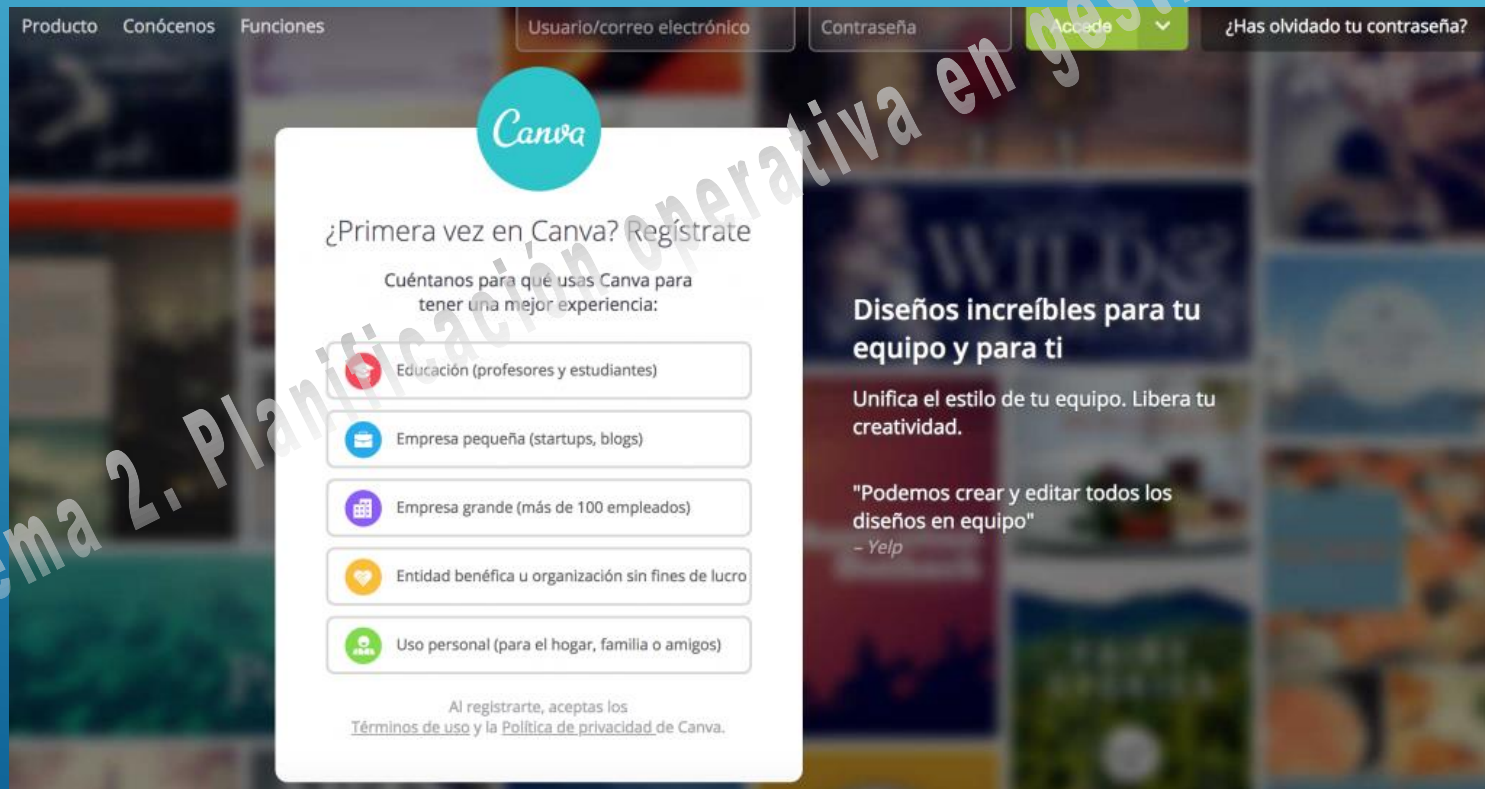 Producto Conócenos Funciones Usuario/correo electrónico Contraseña Accede ¿Has olvidado tu contraseña?
Canva
¿Primera vez en Canva? Regístrate
Cuéntanos para qué usas Canva para
tener una mejor experiencia:
Educación (profesores y estudiantes)
Empresa pequeña (startups, blogs)
Empresa grande (más de 100 empleados)
Entidad benéfica u organización sin fines de lucro
Uso personal (para el hogar, familia o amigos)
Al registrarte, aceptas los
Términos de uso y la Política de privacidad de Canva.
Diseños increíbles para tu
equipo y para ti
Unifica el estilo de tu equipo. Libera tu
creatividad.
"Podemos crear y editar todos los
diseños en equipo"
– Yelp
WILD &
ema 2. Planificación operativa en gesti